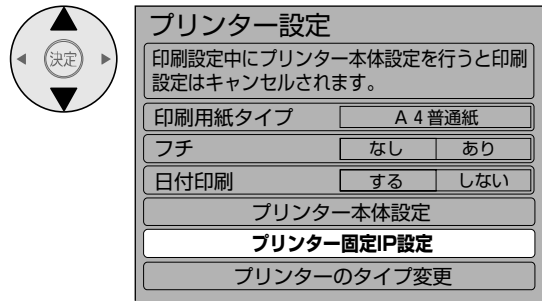 決定
プリンター設定
印刷設定中にプリンター本体設定を行うと印刷
設定はキャンセルされます。
印刷用紙タイプ A4普通紙
フチ なし あり
日付印刷 する しない
プリンター本体設定
プリンター固定IP設定
プリンターのタイプ変更